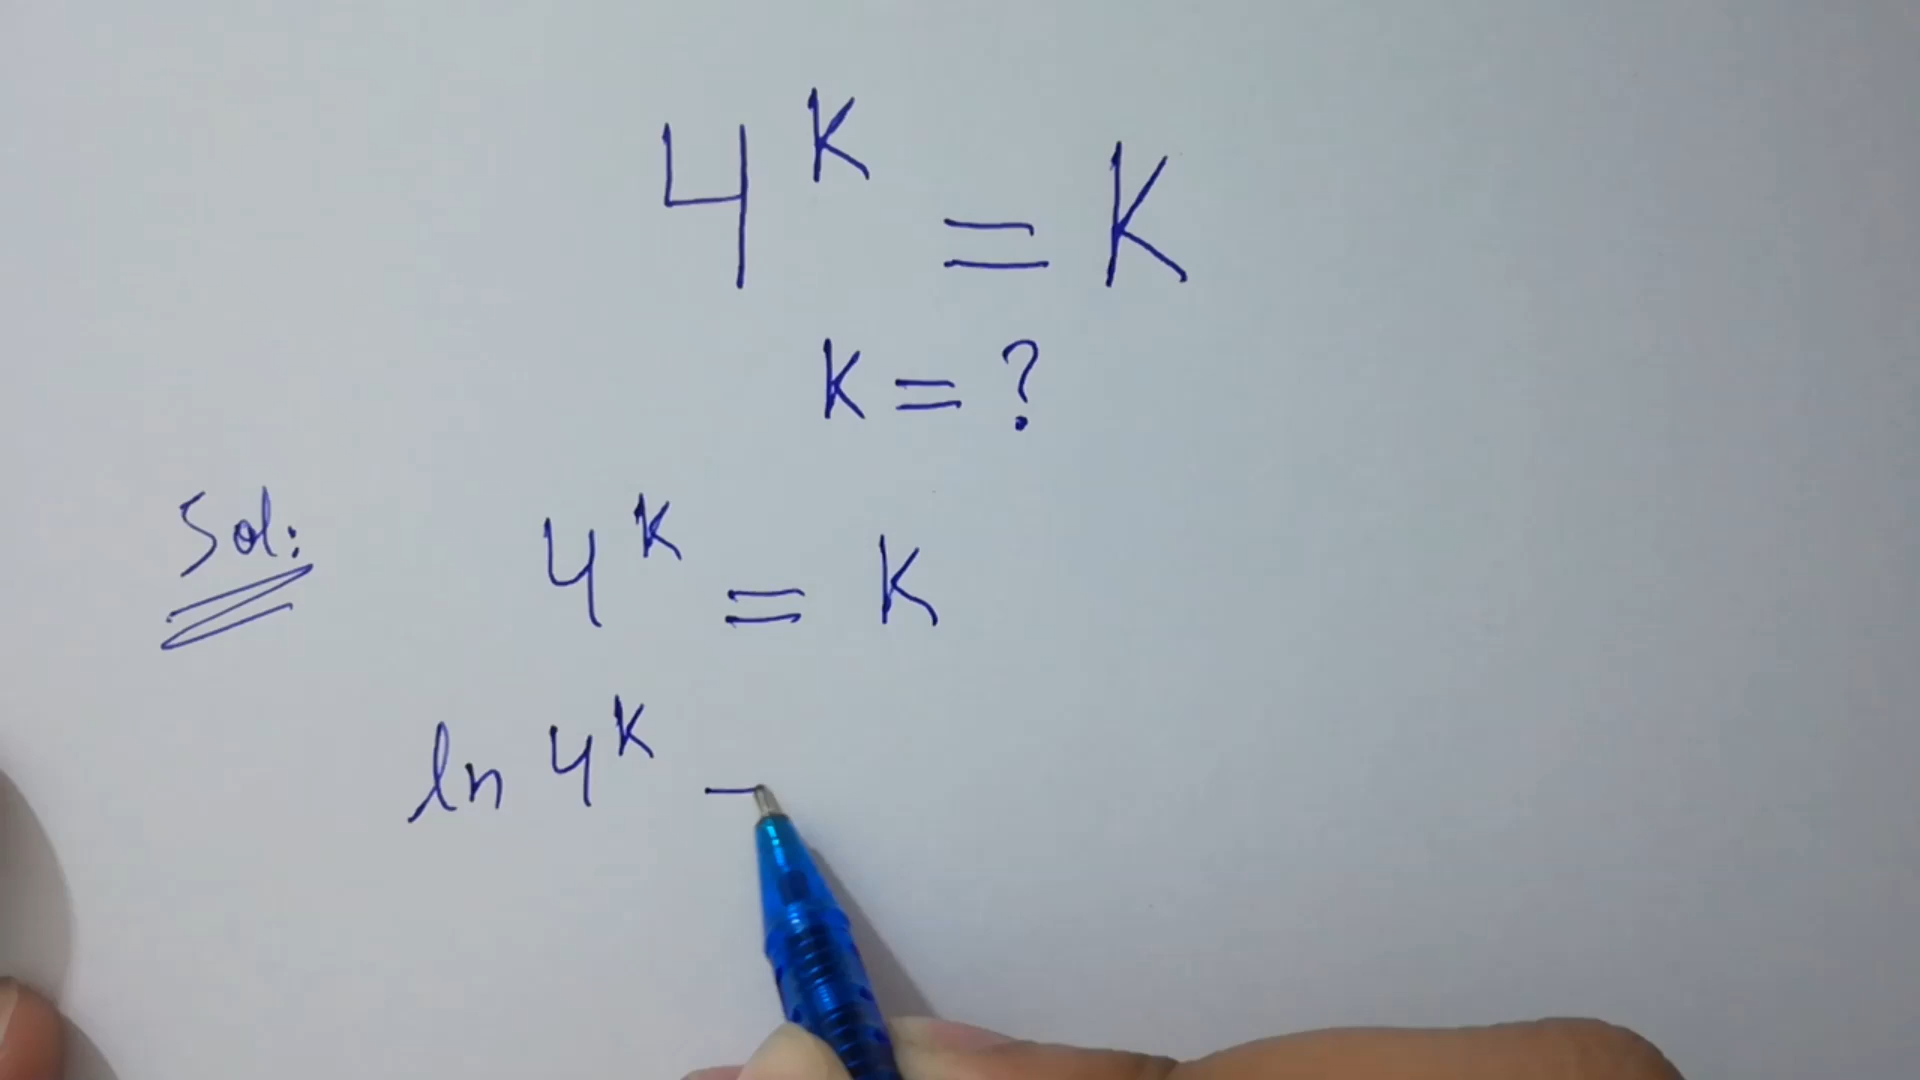 4^K = K
K = ?
Sol: 4^K = K
ln 4^K —